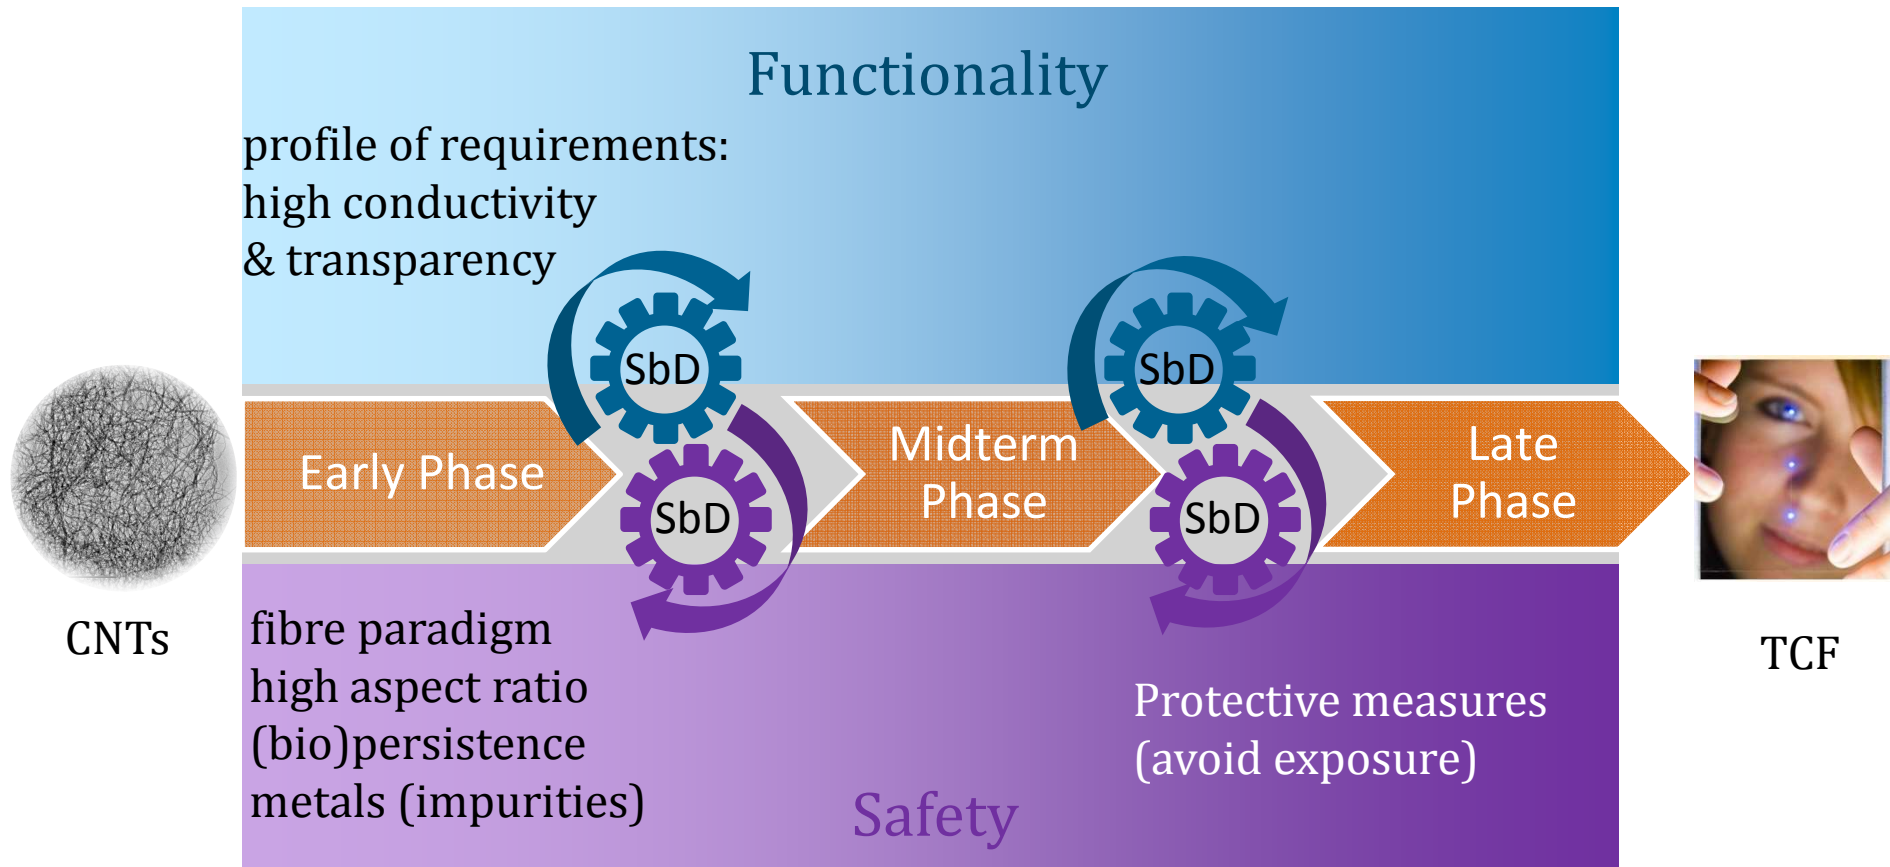 Functionality
profile of requirements:
high conductivity
& transparency
SbD
SbD
Early Phase
Midterm
Phase
Late
Phase
SbD
SbD
CNTs
TCF
fibre paradigm
high aspect ratio
(bio)persistence
metals (impurities)
Protective measures
(avoid exposure)
Safety